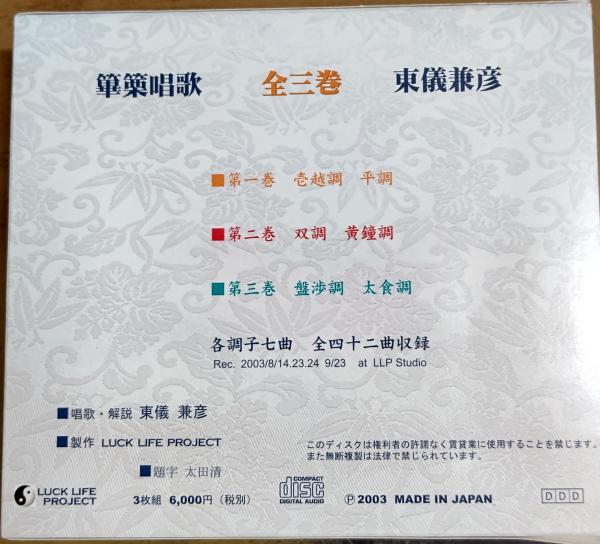 篳篥唱歌 全三巻 東儀兼彦
■第一巻 壱越調 平調
■第二巻 双調 黄鐘調
■第三巻 盤渉調 太食調
各調子七曲 全四十二曲収録
Rec. 2003/8/14.23.24 9/23 at LLP Studio
■唱歌・解説 東儀 兼彦
■製作 LUCK LIFE PROJECT
このディスクは権利者の許諾なく賃貸業に使用することを禁じます。
また無断複製は法律で禁じられています。
■題字 太田清
LUCK LIFE PROJECT
3枚組 6,000円（税別）
COMPACT disc DIGITAL AUDIO
Ⓟ2003 MADE IN JAPAN
DDD